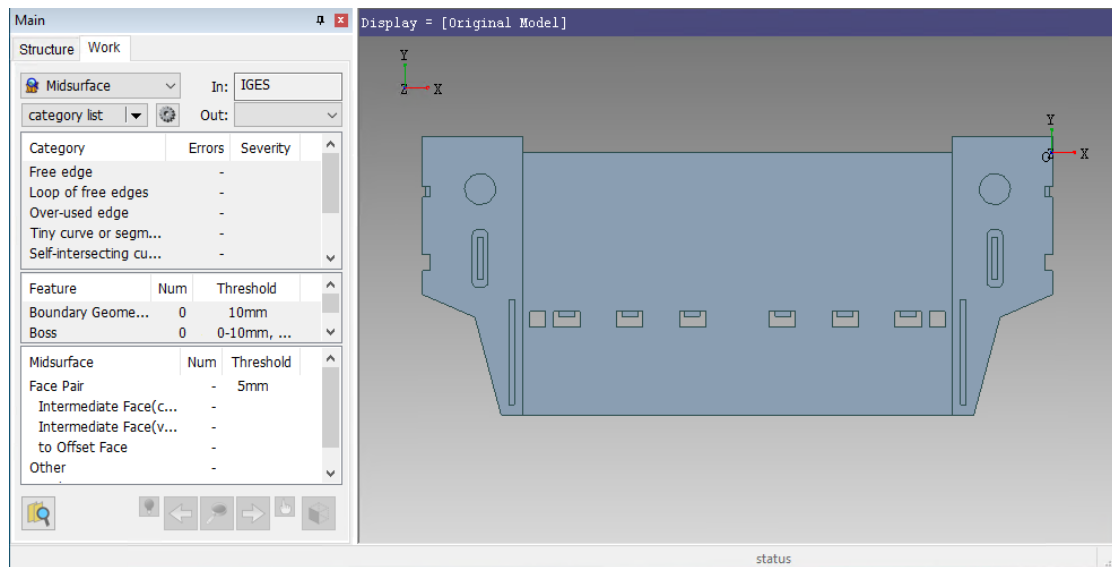 Main
Display = [Original Model]
Structure Work
Midsurface In: IGES
category list Out:
Category Errors Severity
Free edge -
Loop of free edges -
Over-used edge -
Tiny curve or segm... -
Self-intersecting cu... -
Feature Num Threshold
Boundary Geome... 0 10mm
Boss 0 0-10mm, ...
Midsurface Num Threshold
Face Pair - 5mm
Intermediate Face(c... -
Intermediate Face(v... -
to Offset Face -
Other -
Y
Z X
Y
X
status